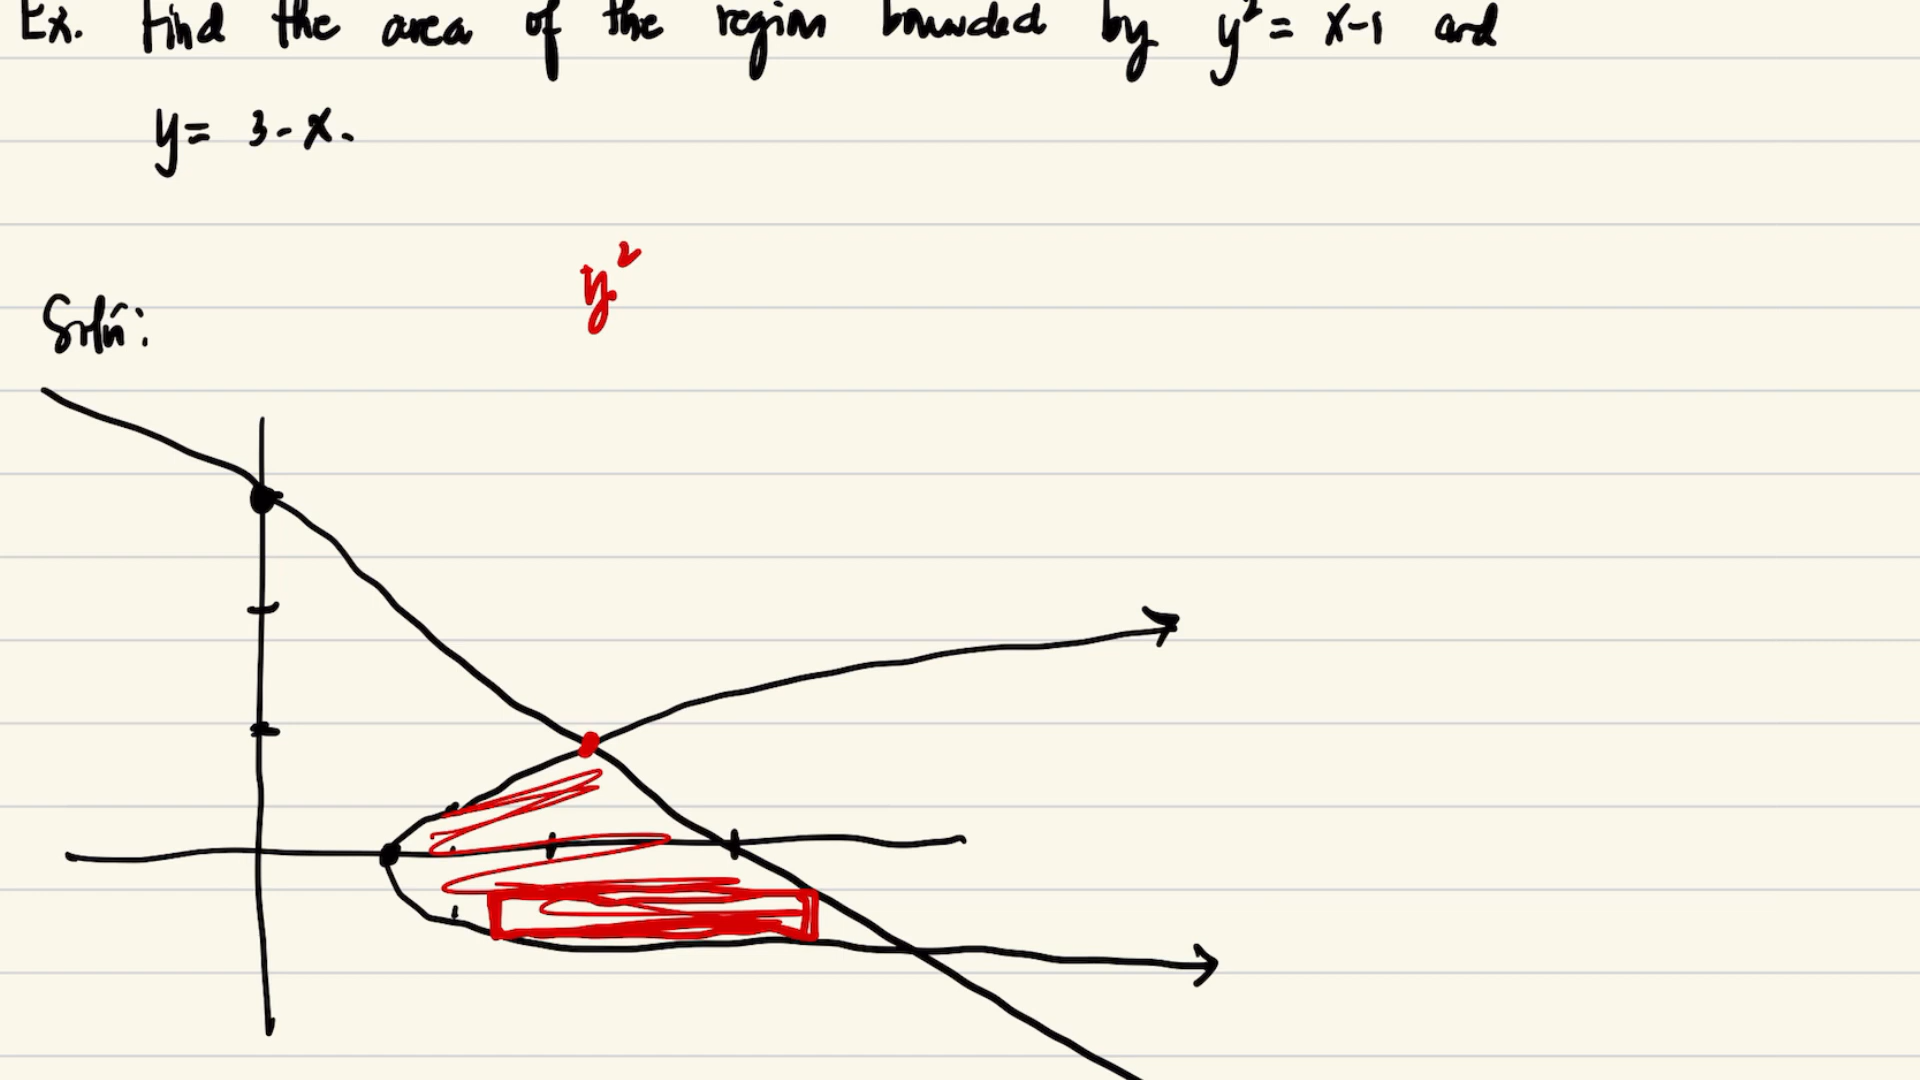 Ex. Find the area of the region bounded by y² = x-1 and
y = 3 - x.
y²
Soln: